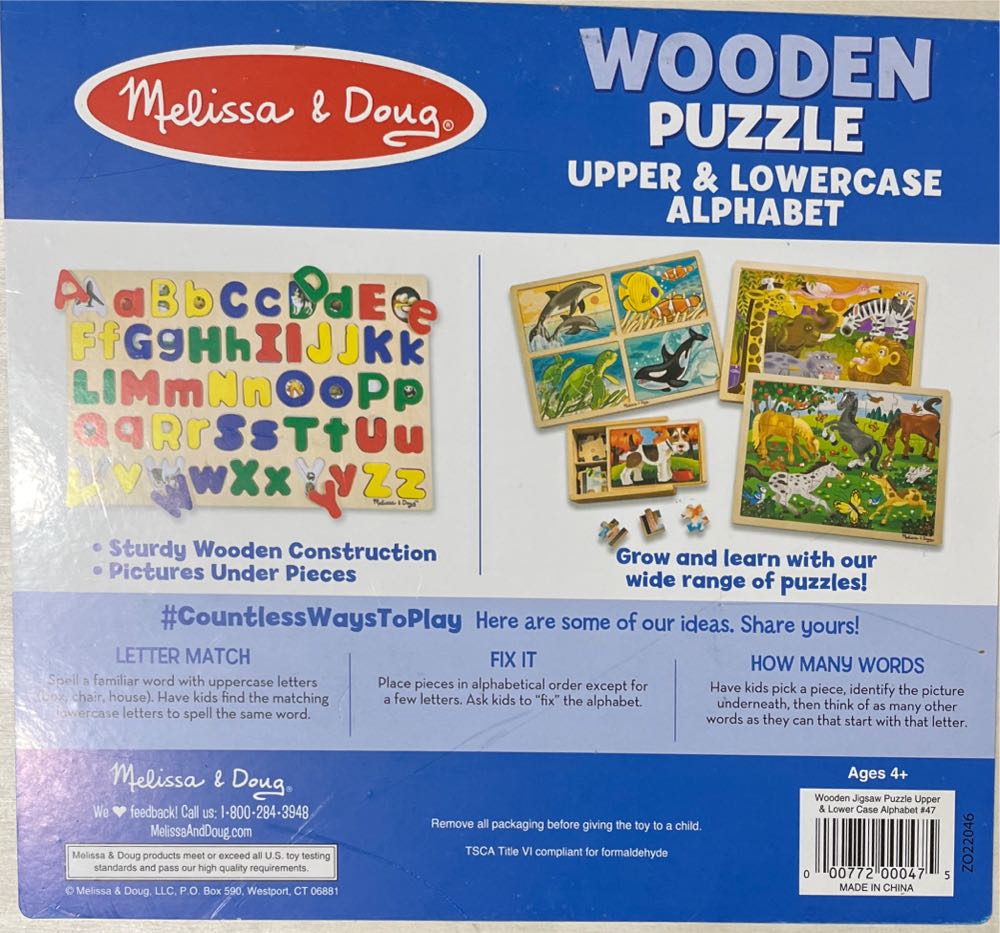 Melissa & Doug®
WOODEN
PUZZLE
UPPER & LOWERCASE
ALPHABET
A a B b C c D d E e
F f G g H h I i J J K k
L l M m N n O o P p
Q q R r S s T t U u
V v W w X x Y y Z z
Melissa & Doug
• Sturdy Wooden Construction
• Pictures Under Pieces
Grow and learn with our
wide range of puzzles!
#CountlessWaysToPlay Here are some of our ideas. Share yours!
LETTER MATCH
Spell a familiar word with uppercase letters
(box, chair, house). Have kids find the matching
lowercase letters to spell the same word.
FIX IT
Place pieces in alphabetical order except for
a few letters. Ask kids to "fix" the alphabet.
HOW MANY WORDS
Have kids pick a piece, identify the picture
underneath, then think of as many other
words as they can that start with that letter.
Melissa & Doug®
We ♥ feedback! Call us: 1-800-284-3948
MelissaAndDoug.com
Melissa & Doug products meet or exceed all U.S. toy testing
standards and pass our high quality requirements.
© Melissa & Doug, LLC, P.O. Box 590, Westport, CT 06881
Remove all packaging before giving the toy to a child.
TSCA Title VI compliant for formaldehyde
Ages 4+
Wooden Jigsaw Puzzle Upper
& Lower Case Alphabet #47
0 00772 00047 5
MADE IN CHINA
ZO22046